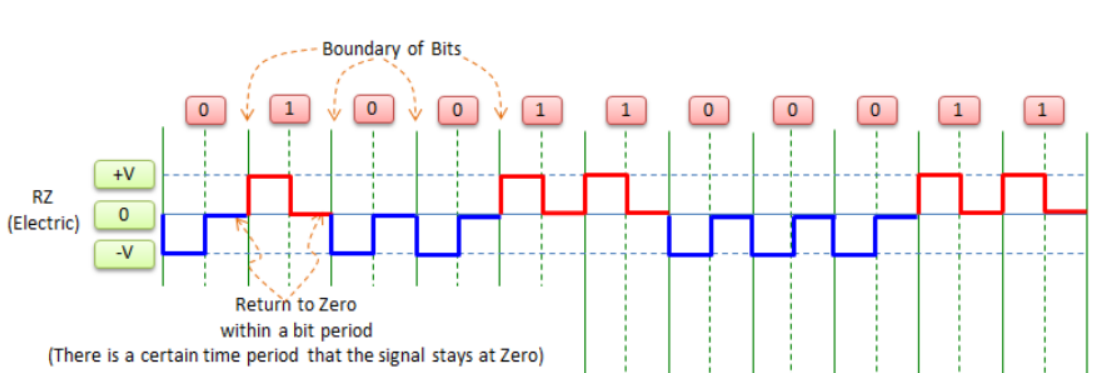 Boundary of Bits
0 1 0 0 1 1 0 0 0 1 1
+V
RZ
(Electric)
0
-V
Return to Zero
within a bit period
(There is a certain time period that the signal stays at Zero)